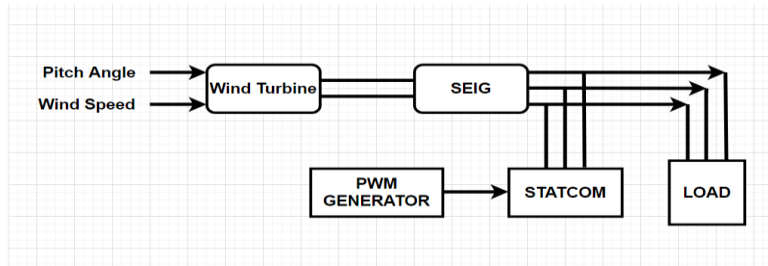 Pitch Angle
Wind Speed
Wind Turbine
SEIG
PWM
GENERATOR
STATCOM
LOAD